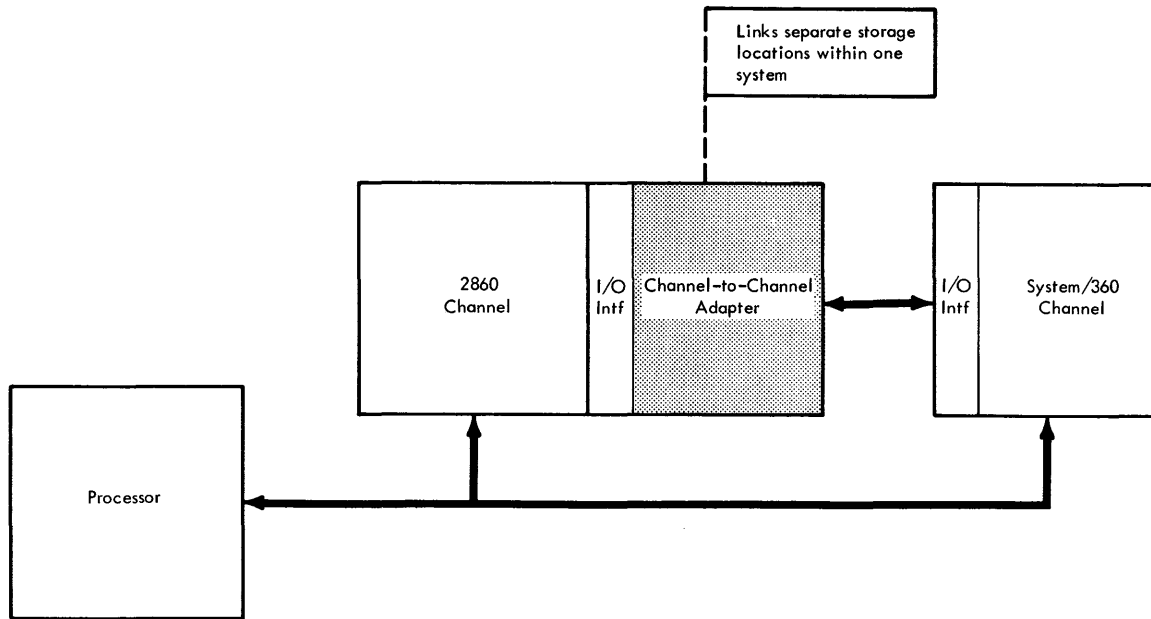 Links separate storage
locations within one
system
2860
Channel
I/O
Intf
Channel-to-Channel
Adapter
I/O
Intf
System/360
Channel
Processor